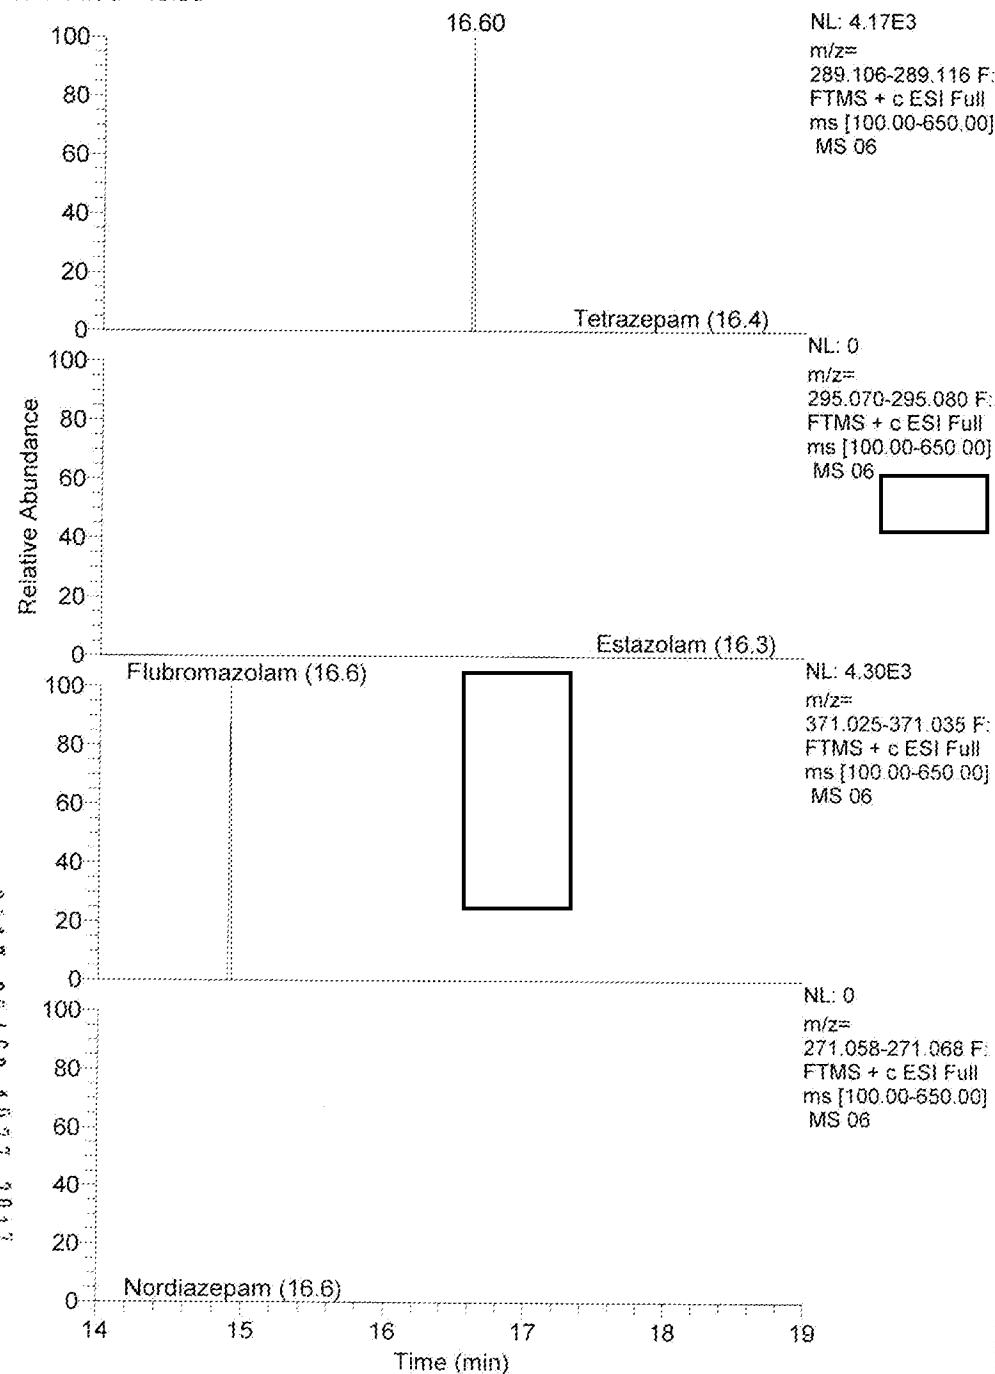 16.60
NL: 4.17E3
m/z=
289.106-289.116 F:
FTMS + c ESI Full
ms [100.00-650.00]
MS 06
100
80
60
40
20
0
Tetrazepam (16.4)
NL: 0
m/z=
295.070-295.080 F:
FTMS + c ESI Full
ms [100.00-650.00]
MS 06
100
80
60
40
20
0
Relative Abundance
Estazolam (16.3)
Flubromazolam (16.6)
NL: 4.30E3
m/z=
371.025-371.035 F:
FTMS + c ESI Full
ms [100.00-650.00]
MS 06
100
80
60
40
20
0
NL: 0
m/z=
271.058-271.068 F:
FTMS + c ESI Full
ms [100.00-650.00]
MS 06
100
80
60
40
20
0
Nordiazepam (16.6)
14 15 16 17 18 19
Time (min)